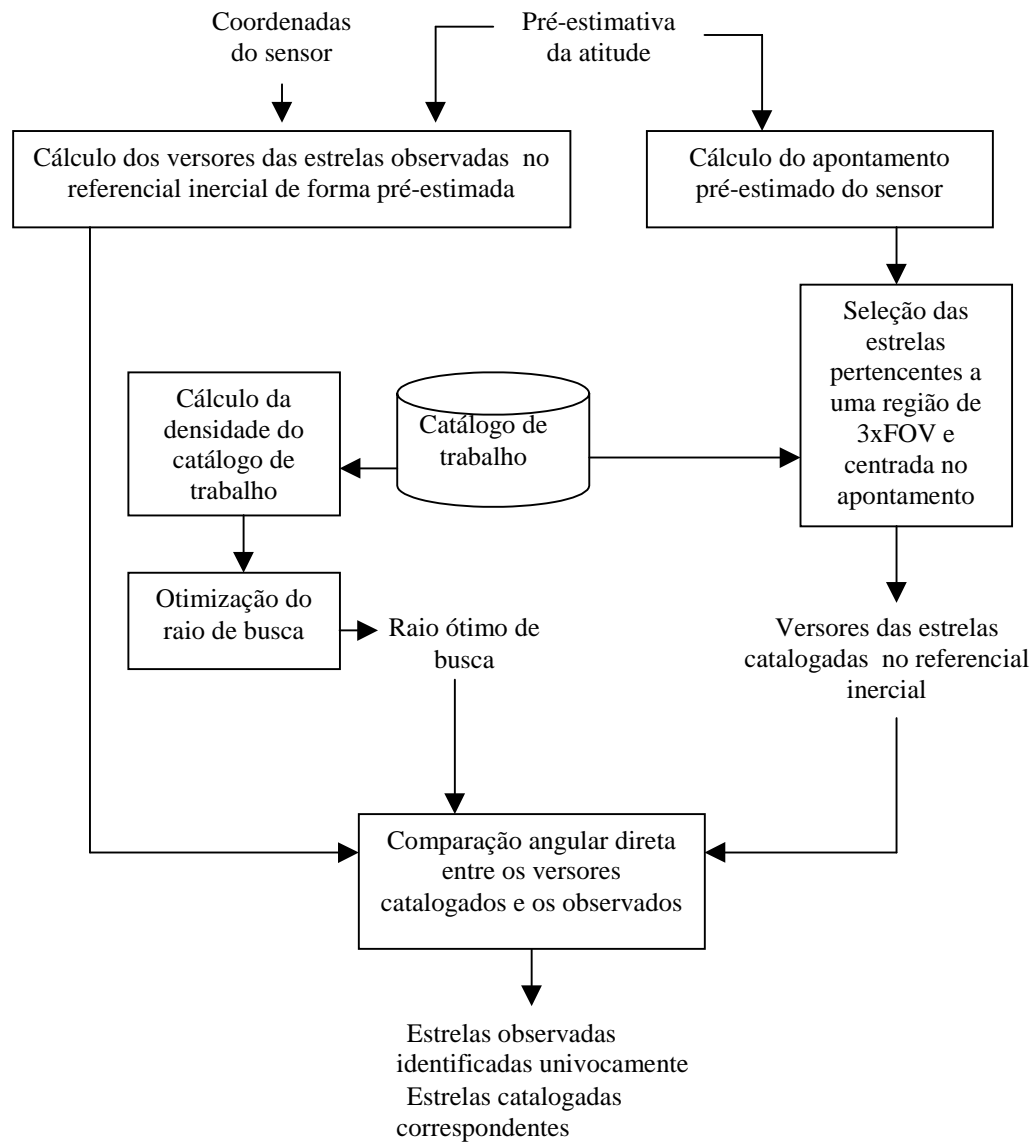 Coordenadas
do sensor
Pré-estimativa
da atitude
Cálculo dos versores das estrelas observadas no
referencial inercial de forma pré-estimada
Cálculo do apontamento
pré-estimado do sensor
Seleção das
estrelas
pertencentes a
uma região de
3xFOV e
centrada no
apontamento
Cálculo da
densidade do
catálogo de
trabalho
Catálogo de
trabalho
Otimização do
raio de busca
Raio ótimo de
busca
Versores das estrelas
catalogadas no referencial
inercial
Comparação angular direta
entre os versores
catalogados e os observados
Estrelas observadas
identificadas univocamente
Estrelas catalogadas
correspondentes